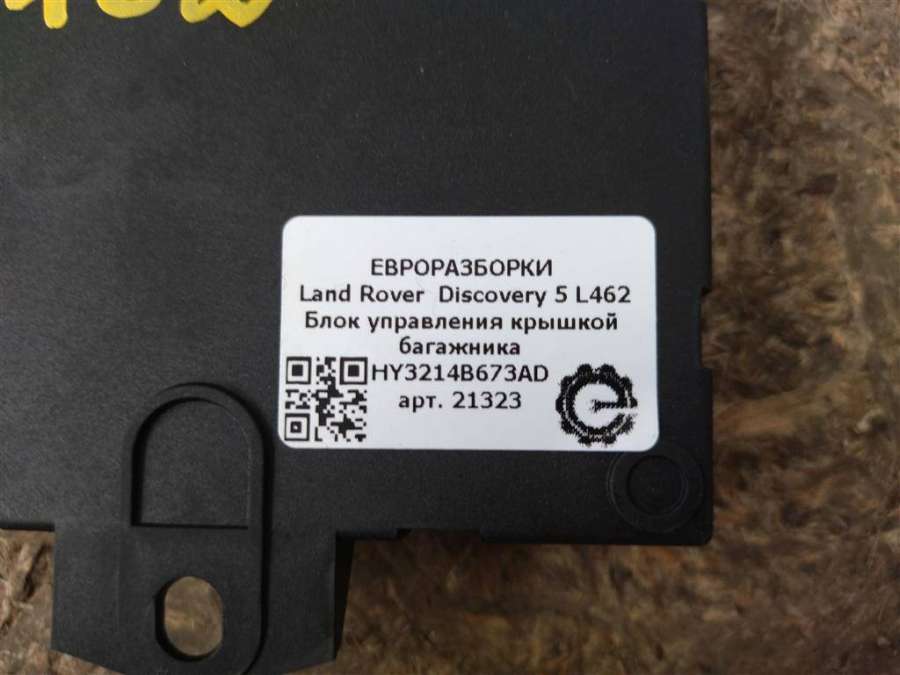 ЕВРОРАЗБОРКИ
Land Rover Discovery 5 L462
Блок управления крышкой
багажника
HY3214B673AD
арт. 21323